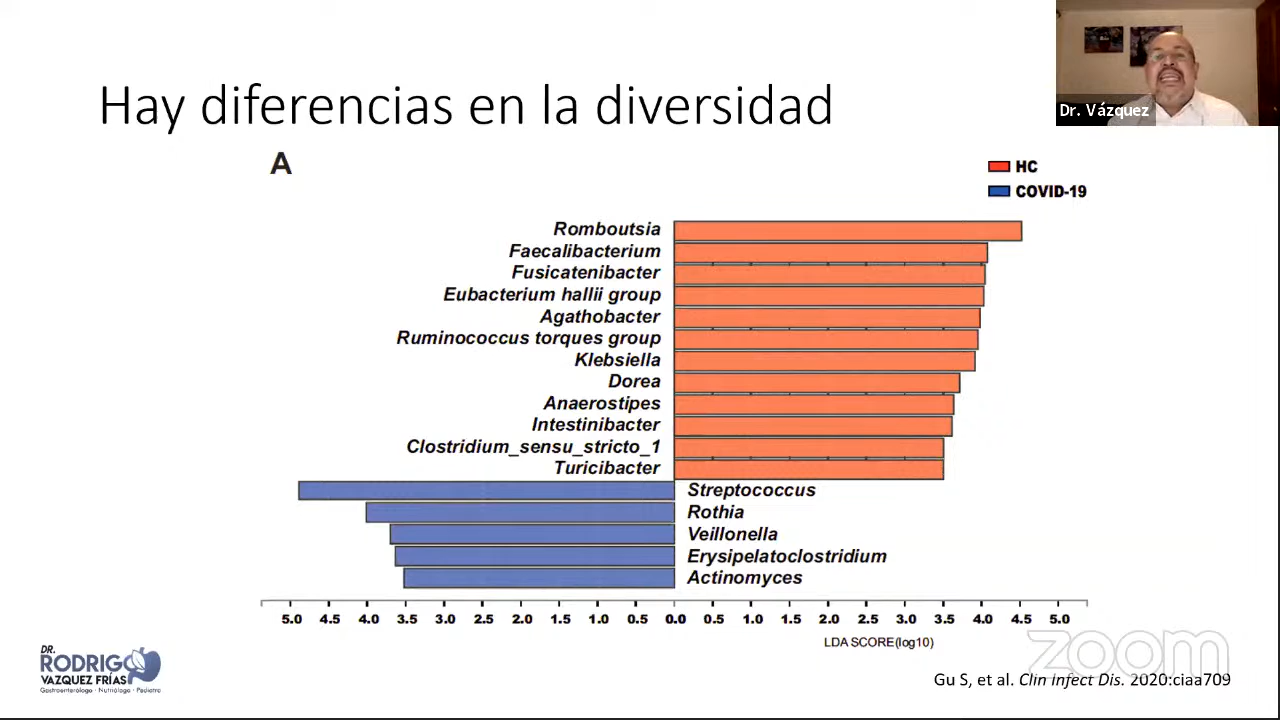 Dr. Vázquez
Hay diferencias en la diversidad
A
HC
COVID-19
Romboutsia
Faecalibacterium
Fusicatenibacter
Eubacterium hallii group
Agathobacter
Ruminococcus torques group
Klebsiella
Dorea
Anaerostipes
Intestinibacter
Clostridium_sensu_stricto_1
Turicibacter
Streptococcus
Rothia
Veillonella
Erysipelatoclostridium
Actinomyces
5.0 4.5 4.0 3.5 3.0 2.5 2.0 1.5 1.0 0.5 0.0 0.5 1.0 1.5 2.0 2.5 3.0 3.5 4.0 4.5 5.0
LDA SCORE(log10)
zoom
DR.
RODRIGO
VAZQUEZ FRÍAS
Gastroenterólogo · Nutriólogo · Pediatra
Gu S, et al. Clin Infect Dis. 2020:ciaa709